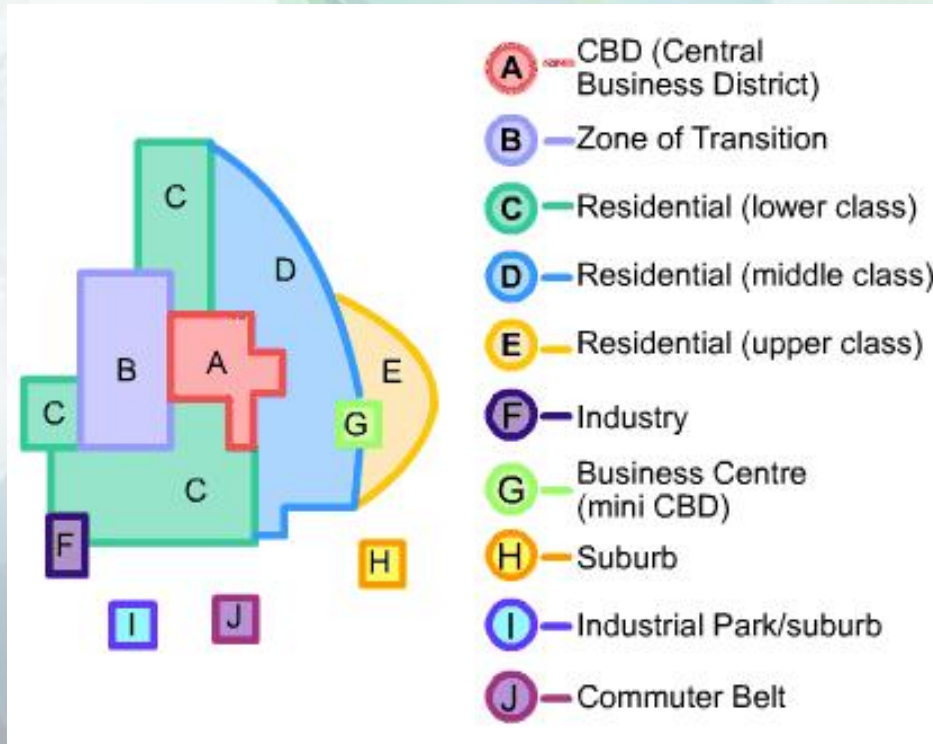 A CBD (Central
Business District)
B Zone of Transition
C Residential (lower class)
D Residential (middle class)
E Residential (upper class)
F Industry
G Business Centre
(mini CBD)
H Suburb
I Industrial Park/suburb
J Commuter Belt
C
D
B
A
E
C
G
C
F
H
I
J